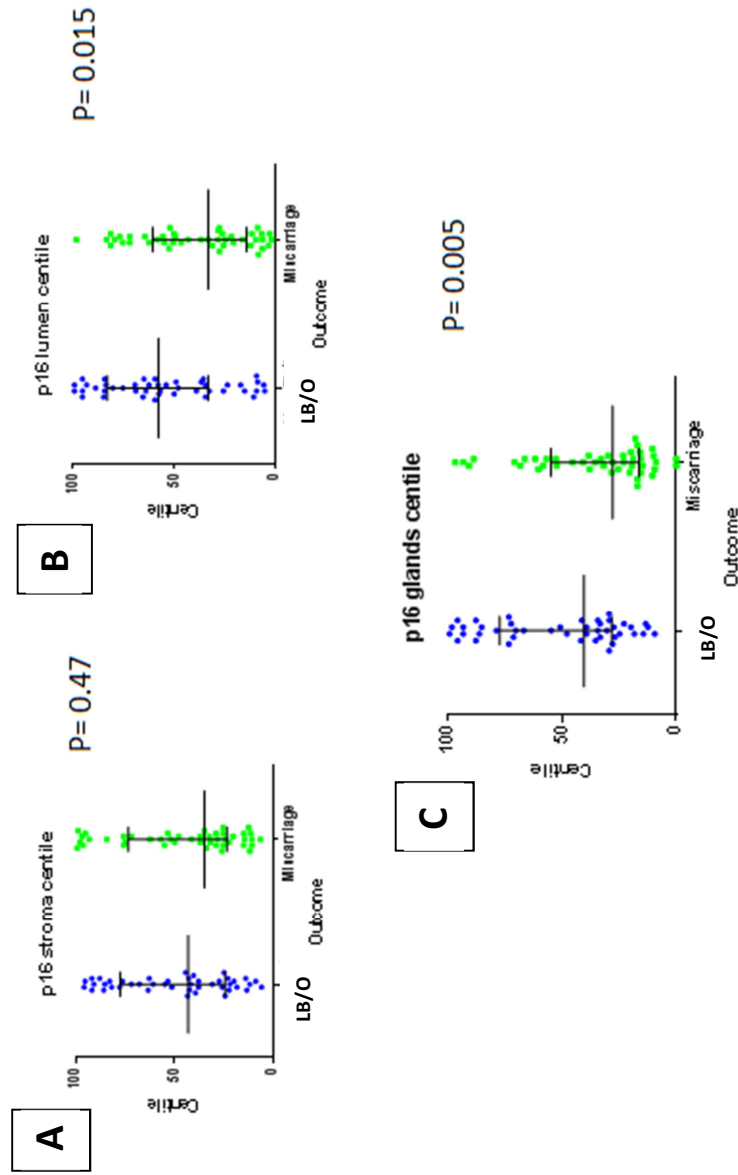 A
p16 stroma centile
P= 0.47
100
50
0
Centile
LB/O
Miscarriage
Outcome
B
p16 lumen centile
P= 0.015
100
50
0
Centile
LB/O
Miscarriage
Outcome
C
p16 glands centile
P= 0.005
100
50
0
Centile
LB/O
Miscarriage
Outcome